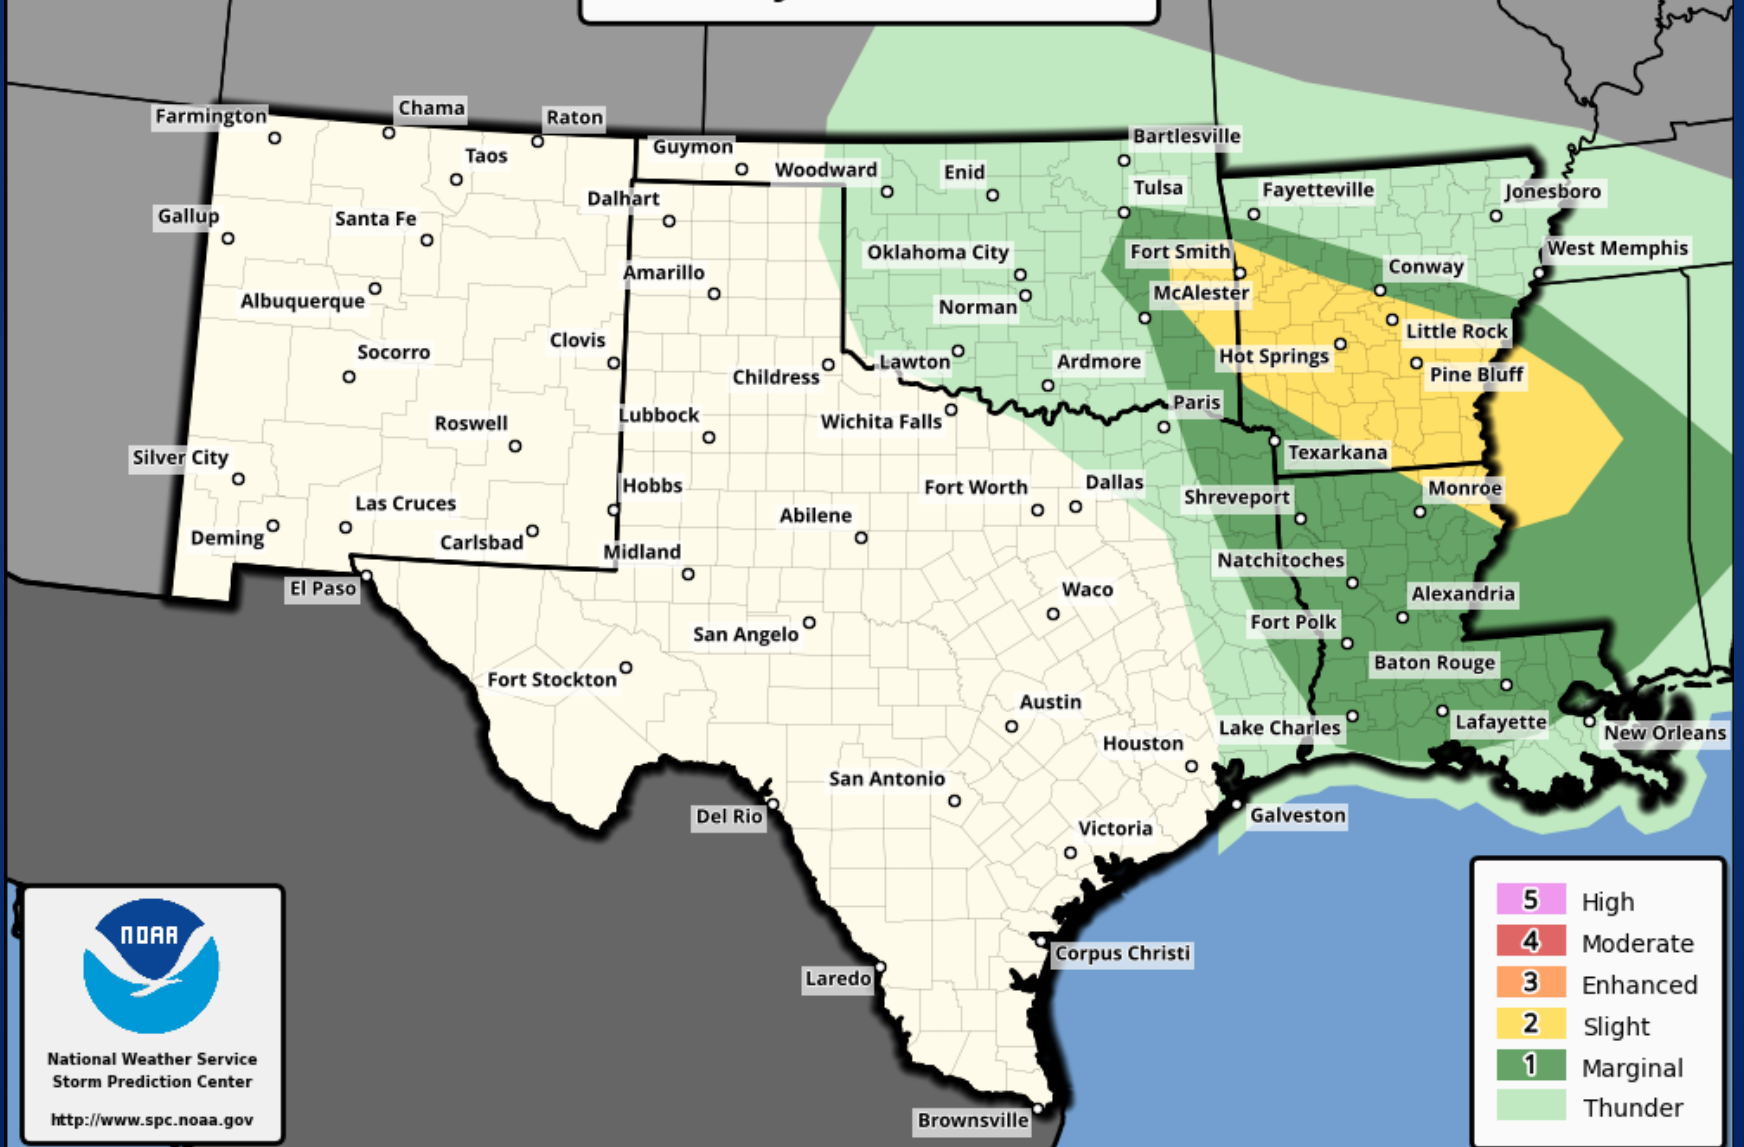 Farmington
Chama
Raton
Taos
Guymon
Woodward
Enid
Bartlesville
Tulsa
Fayetteville
Jonesboro
Gallup
Santa Fe
Dalhart
Oklahoma City
Fort Smith
West Memphis
Albuquerque
Amarillo
Norman
McAlester
Conway
Socorro
Clovis
Childress
Lawton
Ardmore
Hot Springs
Little Rock
Pine Bluff
Roswell
Lubbock
Wichita Falls
Paris
Texarkana
Silver City
Hobbs
Fort Worth
Dallas
Shreveport
Monroe
Las Cruces
Deming
Carlsbad
Abilene
Midland
Natchitoches
El Paso
Waco
Alexandria
San Angelo
Fort Polk
Fort Stockton
Baton Rouge
Austin
Houston
Lake Charles
Lafayette
New Orleans
San Antonio
Del Rio
Victoria
Galveston
Corpus Christi
Laredo
Brownsville
NOAA
National Weather Service
Storm Prediction Center
http://www.spc.noaa.gov
5 High
4 Moderate
3 Enhanced
2 Slight
1 Marginal
Thunder